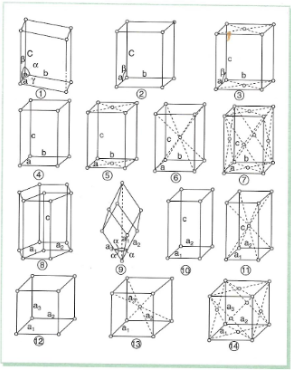 C
β α
a γ b
①
C
β
a b
②
c
β
a b
③
c
a b
④
c
a b
⑤
c
a b
⑥
c
a b
⑦
c
a₁ a₂
⑧
a₃ α a₂
α α
a₁
⑨
c
a₂
a₁
⑩
c
a₂
a₁
⑪
a₃
a₂
a₁
⑫
a₃
a₂
a₁
⑬
a₃
a₂
a₁
⑭